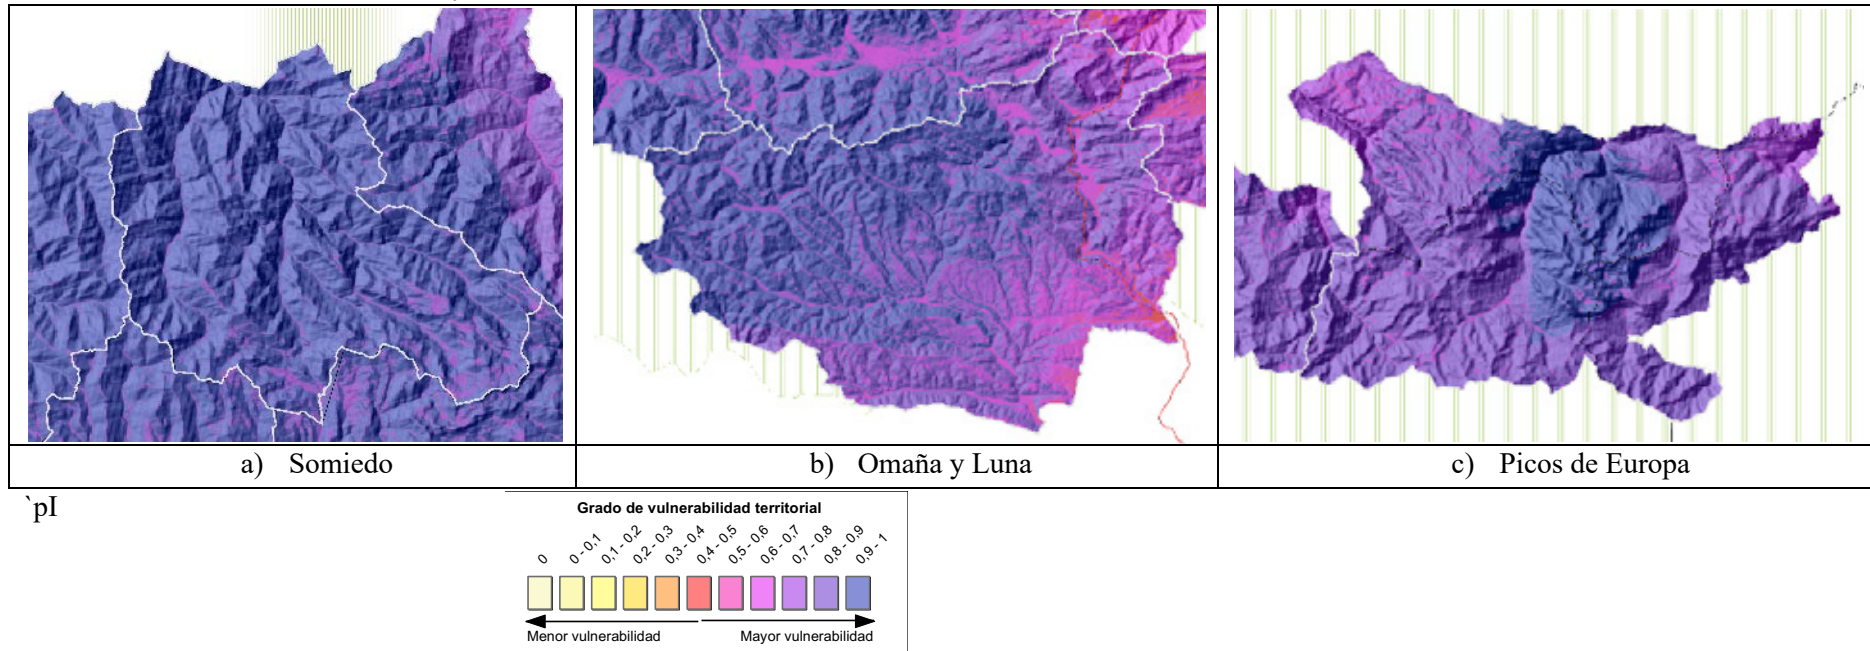 a) Somiedo
b) Omaña y Luna
c) Picos de Europa
`pI
Grado de vulnerabilidad territorial
0
0 - 0,1
0,1 - 0,2
0,2 - 0,3
0,3 - 0,4
0,4 - 0,5
0,5 - 0,6
0,6 - 0,7
0,7 - 0,8
0,8 - 0,9
0,9 - 1
Menor vulnerabilidad
Mayor vulnerabilidad